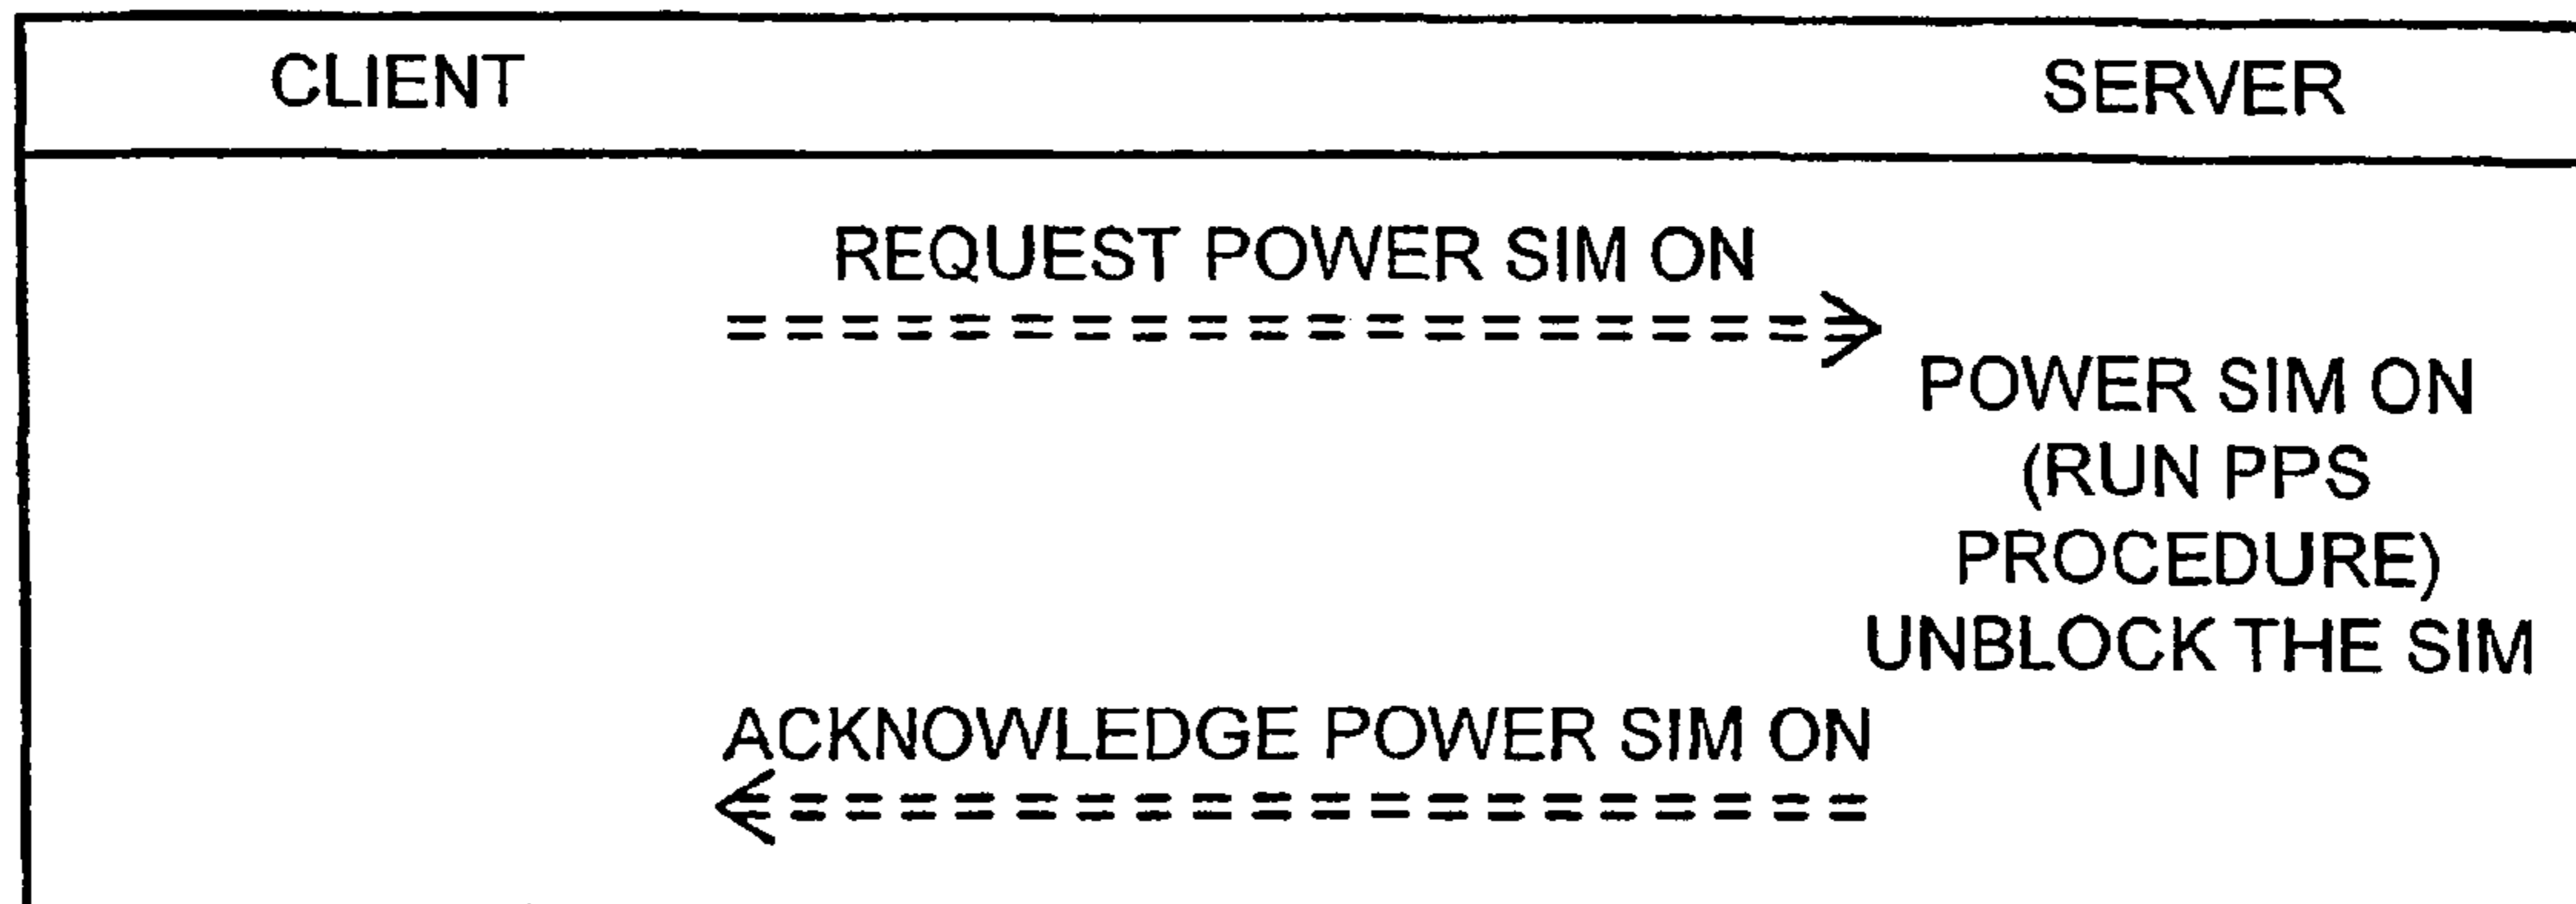 CLIENT
SERVER
REQUEST POWER SIM ON
POWER SIM ON
(RUN PPS
PROCEDURE)
UNBLOCK THE SIM
ACKNOWLEDGE POWER SIM ON